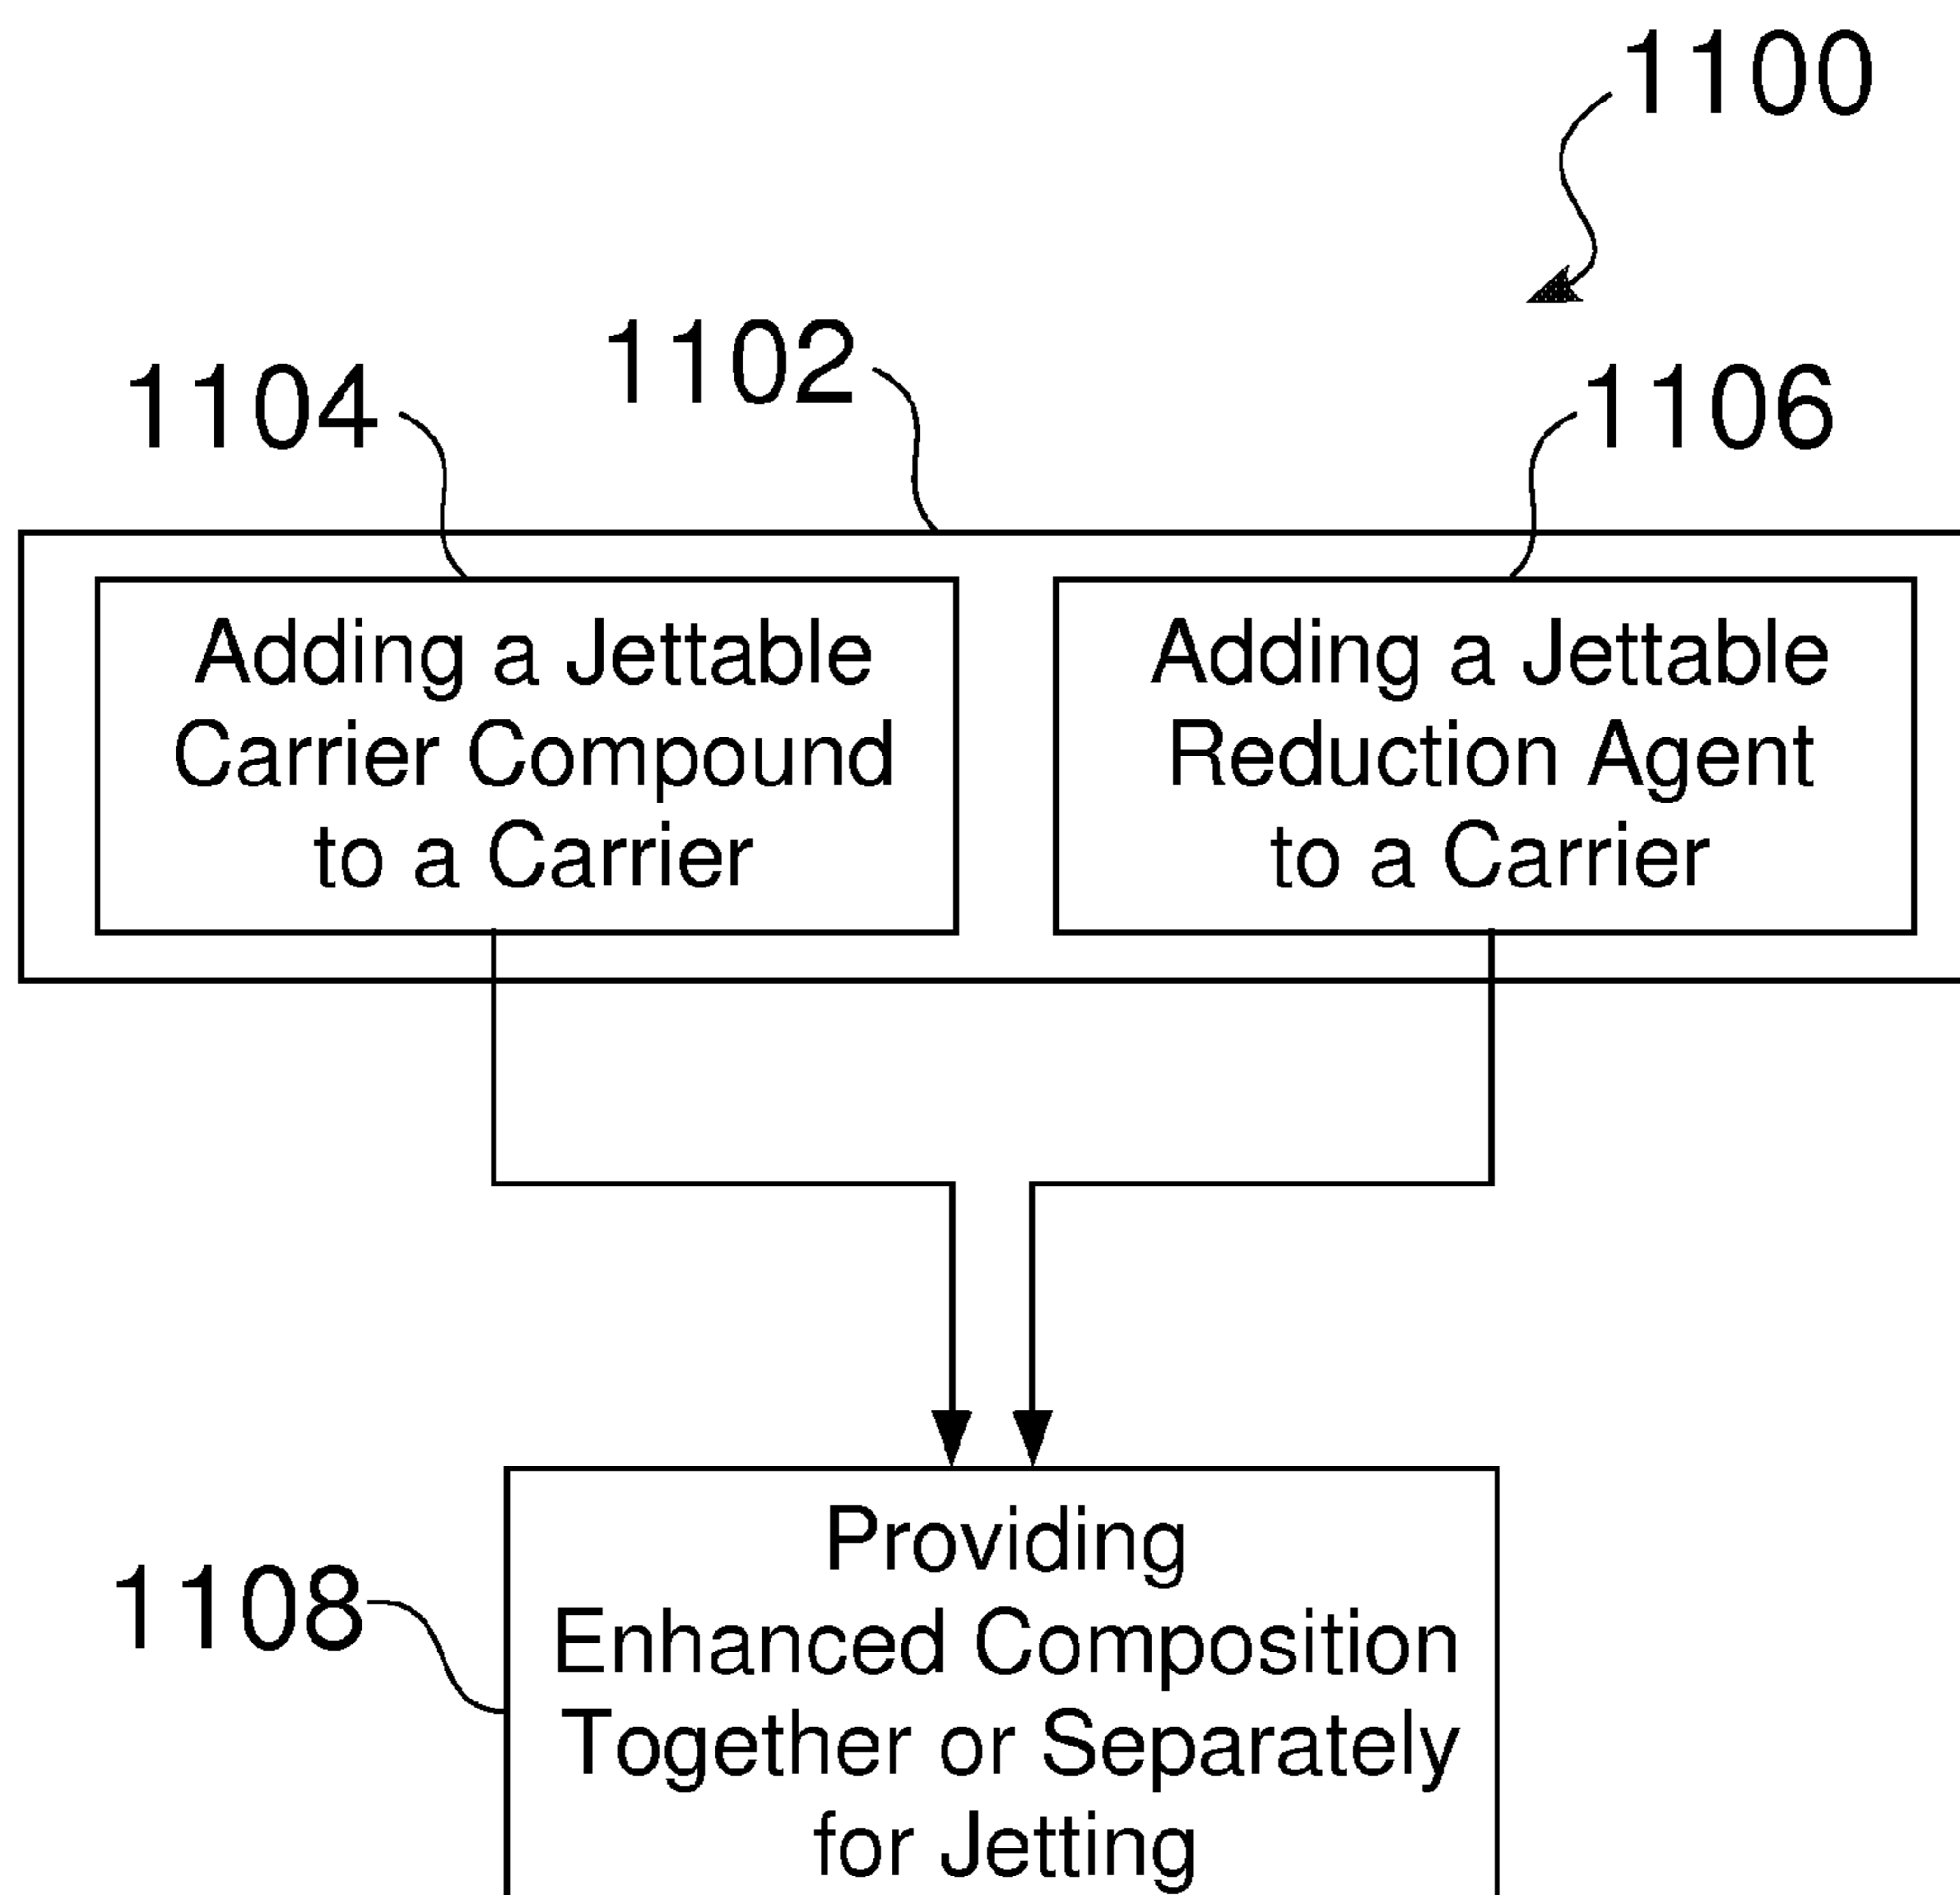 1100
1102
1104
1106
Adding a Jettable
Carrier Compound
to a Carrier
Adding a Jettable
Reduction Agent
to a Carrier
1108
Providing
Enhanced Composition
Together or Separately
for Jetting